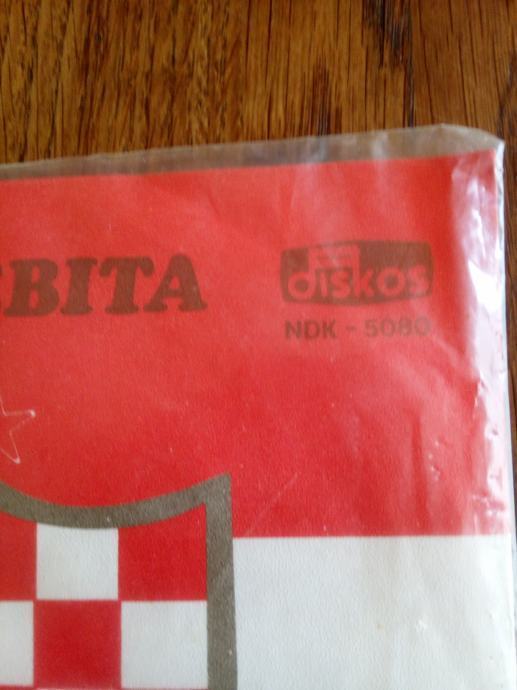 BITA
diskos
NDK - 5080